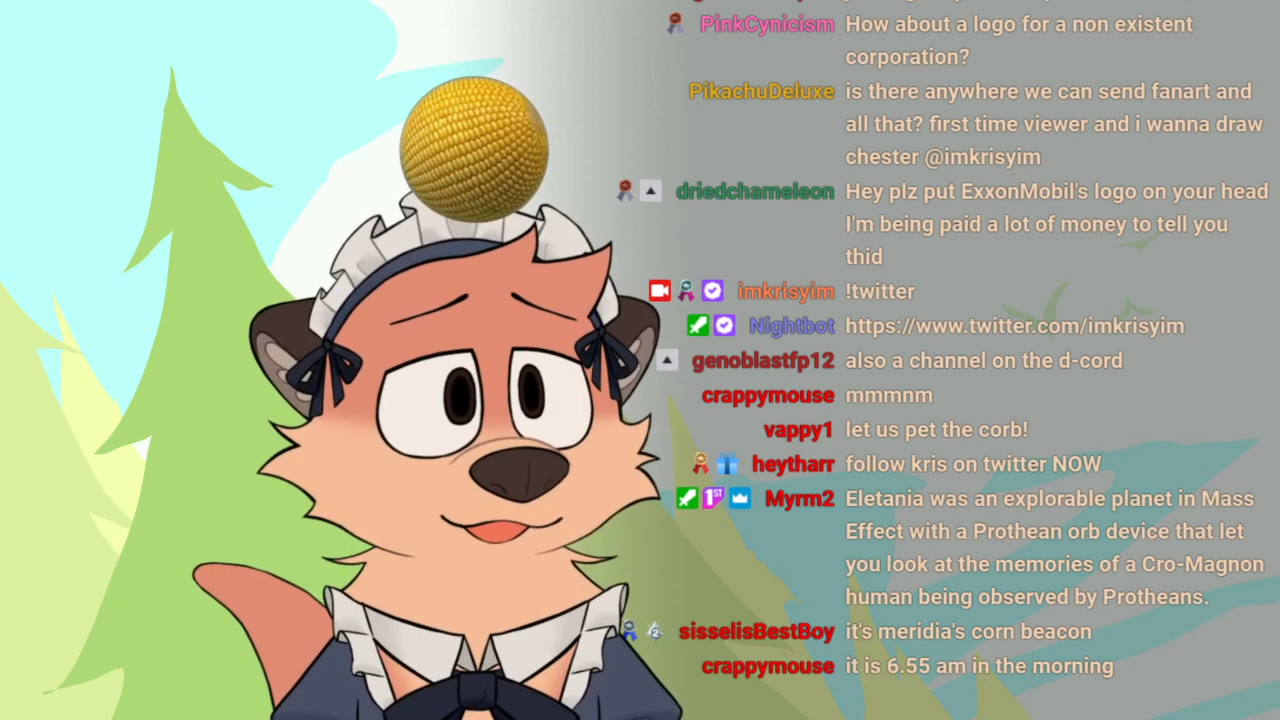 PinkCynicism How about a logo for a non existent
corporation?
PikachuDeluxe is there anywhere we can send fanart and
all that? first time viewer and i wanna draw
chester @imkrisyim
driedchameleon Hey plz put ExxonMobil's logo on your head
I'm being paid a lot of money to tell you
thid
imkrisyim !twitter
Nightbot https://www.twitter.com/imkrisyim
genoblastfp12 also a channel on the d-cord
crappymouse mmmnm
vappy1 let us pet the corb!
heytharr follow kris on twitter NOW
1ST Myrm2 Eletania was an explorable planet in Mass
Effect with a Prothean orb device that let
you look at the memories of a Cro-Magnon
human being observed by Protheans.
2 sisselisBestBoy it's meridia's corn beacon
crappymouse it is 6.55 am in the morning